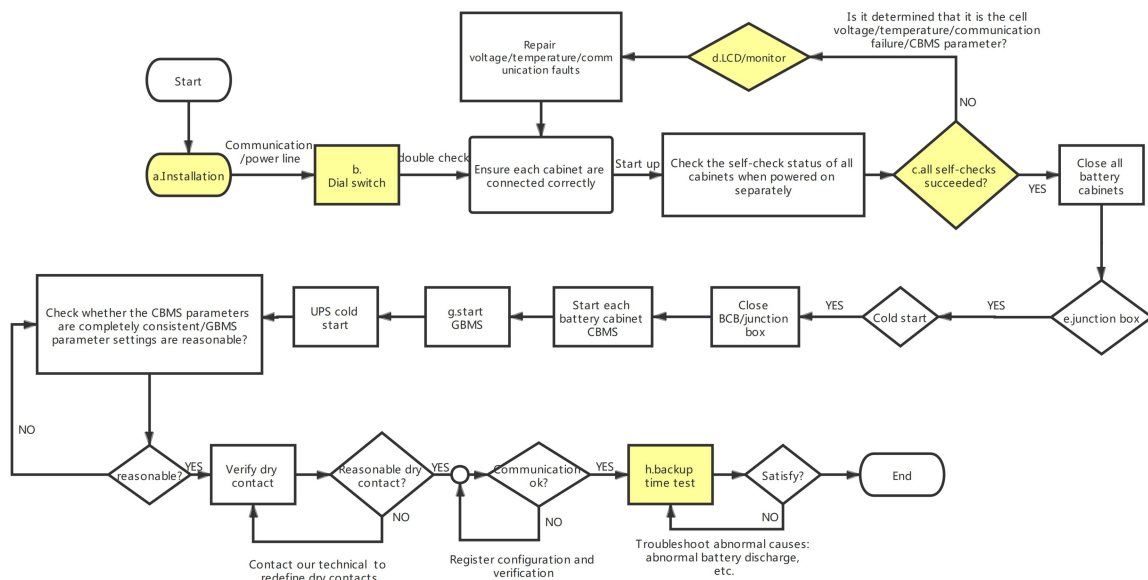 Is it determined that it is the cell
voltage/temperature/communication
failure/CBMS parameter?
Repair
voltage/temperature/comm
unication faults
d.LCD/monitor
NO
Start
Communication
/power line
a.Installation
b.
Dial switch
double check
Ensure each cabinet are
connected correctly
Start up
Check the self-check status of all
cabinets when powered on
separately
c.all self-checks
succeeded?
YES
Close all
battery
cabinets
Check whether the CBMS parameters
are completely consistent/GBMS
parameter settings are reasonable?
UPS cold
start
g.start
GBMS
Start each
battery cabinet
CBMS
Close
BCB/junction
box
YES
Cold start
YES
e.junction box
NO
reasonable?
YES
Verify dry
contact
Reasonable dry
contact?
YES
Communication
ok?
YES
h.backup
time test
Satisfy?
End
NO
NO
NO
Contact our technical to
redefine dry contacts
Register configuration and
verification
Troubleshoot abnormal causes:
abnormal battery discharge,
etc.